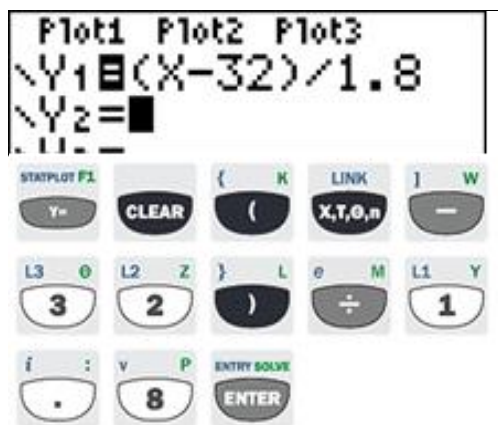 Plot1 Plot2 Plot3
\Y1=(X-32)/1.8
\Y2=
STATPLOT F1
{ K
LINK
] W
Y=
CLEAR
(
X,T,Θ,n
−
L3 θ
L2 Z
} L
e M
L1 Y
3
2
)
÷
1
i :
v P
ENTRY SOLVE
.
8
ENTER